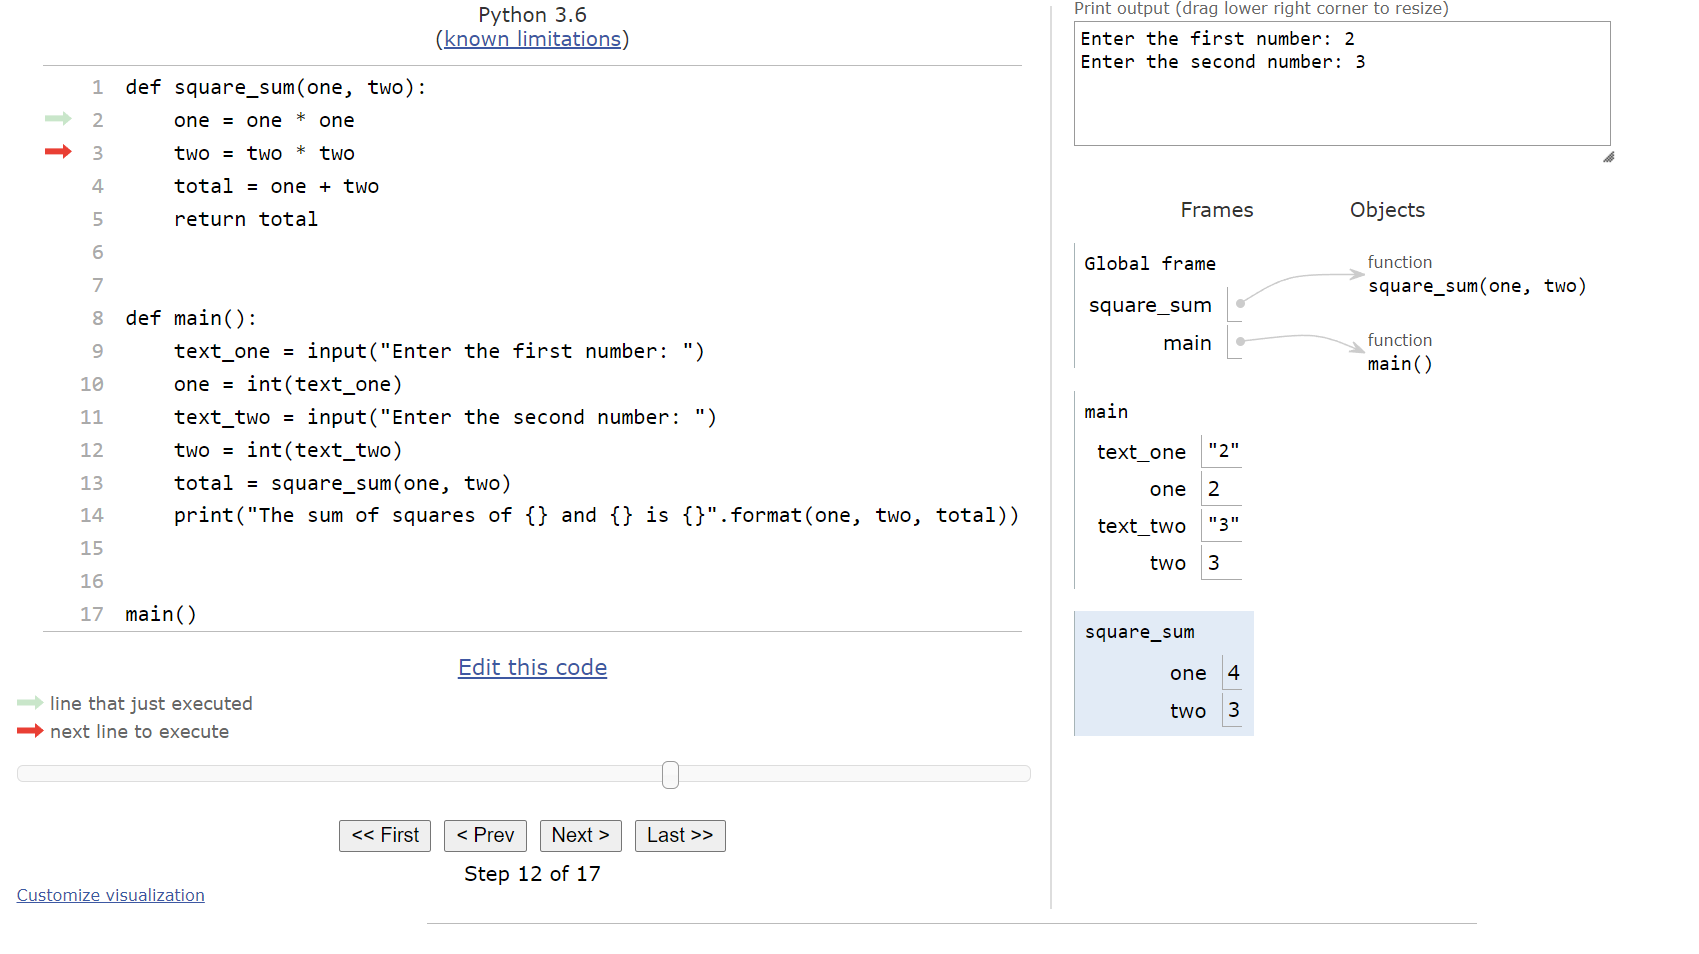 Python 3.6
(known limitations)
1 def square_sum(one, two):
2     one = one * one
3     two = two * two
4     total = one + two
5     return total
6
7
8 def main():
9     text_one = input("Enter the first number: ")
10     one = int(text_one)
11     text_two = input("Enter the second number: ")
12     two = int(text_two)
13     total = square_sum(one, two)
14     print("The sum of squares of {} and {} is {}".format(one, two, total))
15
16
17 main()
Edit this code
line that just executed
next line to execute
<< First < Prev Next > Last >>
Step 12 of 17
Customize visualization
Print output (drag lower right corner to resize)
Enter the first number: 2
Enter the second number: 3
Frames Objects
Global frame
square_sum
main
function
square_sum(one, two)
function
main()
main
text_one "2"
one 2
text_two "3"
two 3
square_sum
one 4
two 3